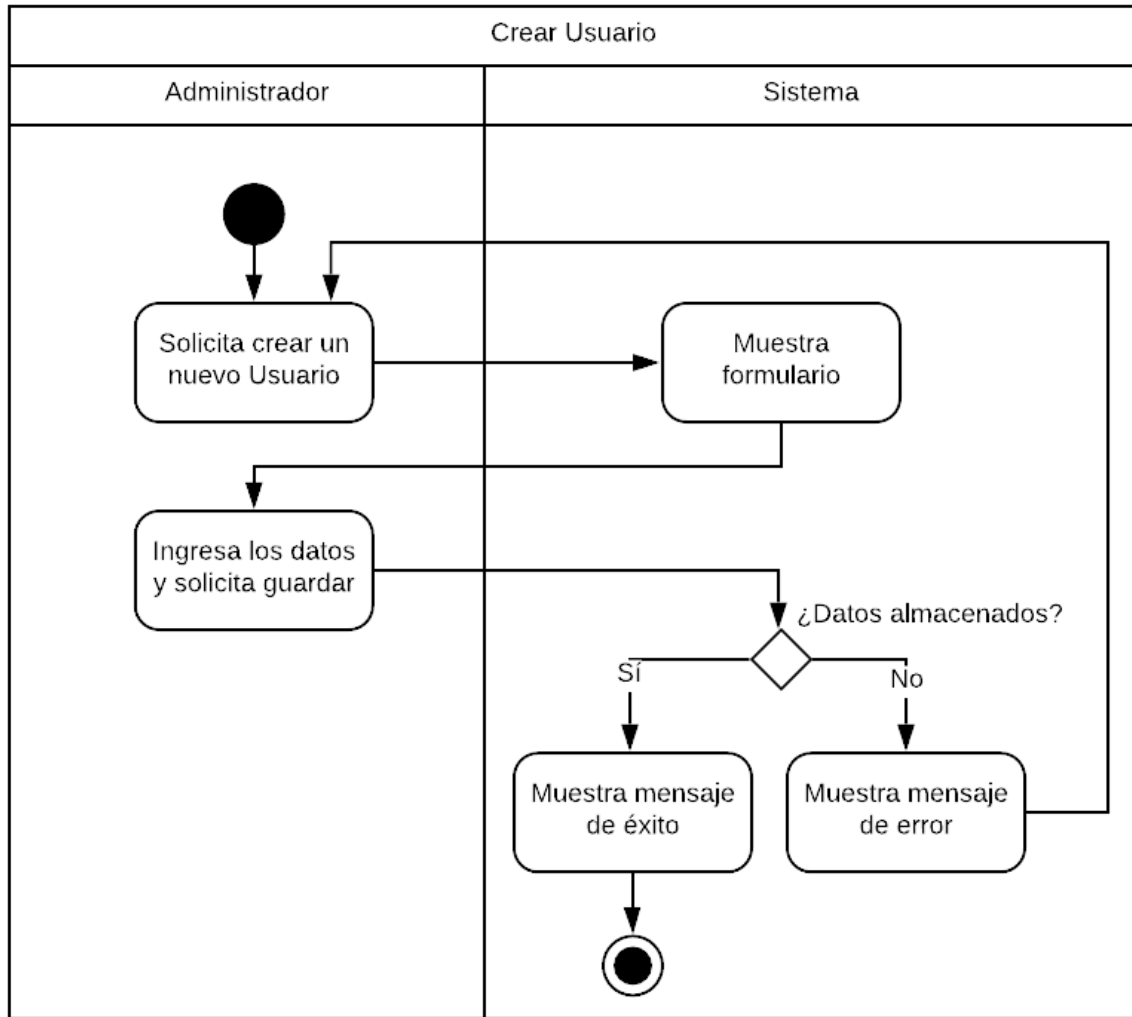 Crear Usuario
Administrador
Sistema
Solicita crear un
nuevo Usuario
Muestra
formulario
Ingresa los datos
y solicita guardar
¿Datos almacenados?
Sí
No
Muestra mensaje
de éxito
Muestra mensaje
de error